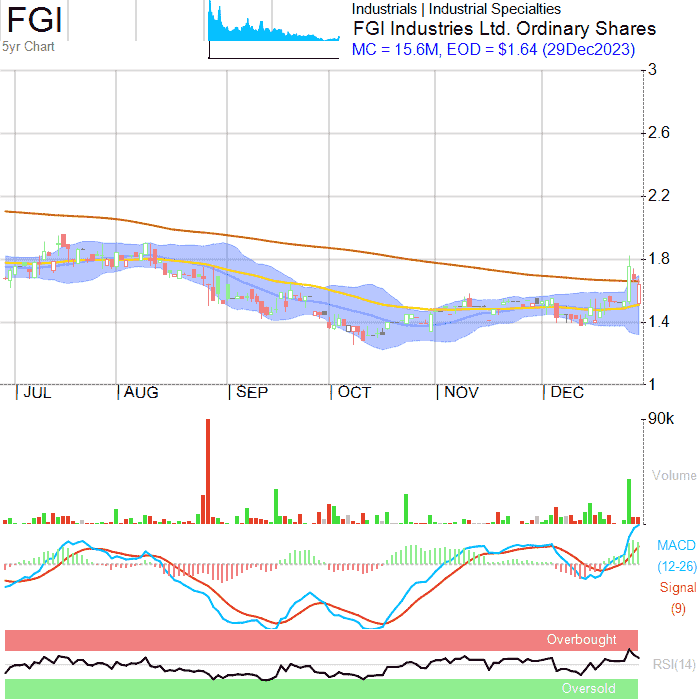 FGI
5yr Chart
Industrials | Industrial Specialties
FGI Industries Ltd. Ordinary Shares
MC = 15.6M, EOD = $1.64 (29Dec2023)
3
2.6
2.2
1.8
1.4
1
JUL AUG SEP OCT NOV DEC
90k
Volume
MACD
(12-26)
Signal
(9)
Overbought
RSI(14)
Oversold